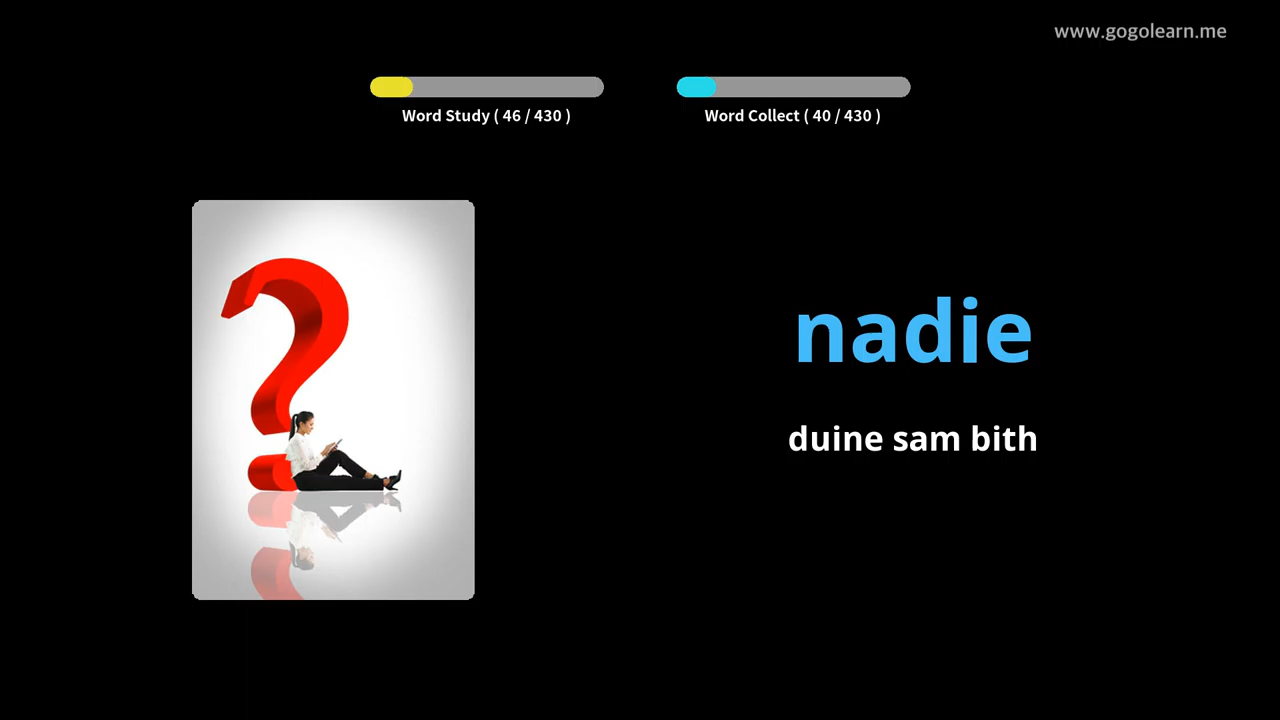 www.gogolearn.me
Word Study ( 46 / 430 )
Word Collect ( 40 / 430 )
nadie
duine sam bith